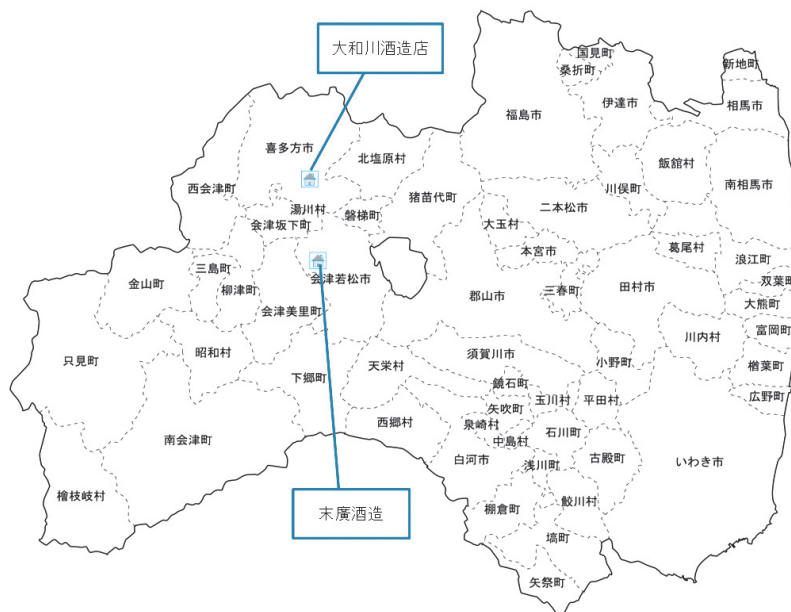 大和川酒造店
国見町
桑折町
新地町
伊達市
相馬市
福島市
喜多方市
北塩原村
飯舘村
西会津町
猪苗代町
川俣町
南相馬市
湯川村
磐梯町
二本松市
会津坂下町
大玉村
本宮市
葛尾村
浪江町
三島町
会津若松市
双葉町
金山町
柳津町
郡山市
三春町
田村市
大熊町
会津美里町
富岡町
川内村
只見町
昭和村
須賀川市
小野町
楢葉町
下郷町
天栄村
鏡石町
広野町
玉川村
平田村
矢吹町
西郷村
泉崎村
石川町
南会津町
中島村
白河市
浅川町
古殿町
いわき市
檜枝岐村
棚倉町
鮫川村
末廣酒造
塙町
矢祭町